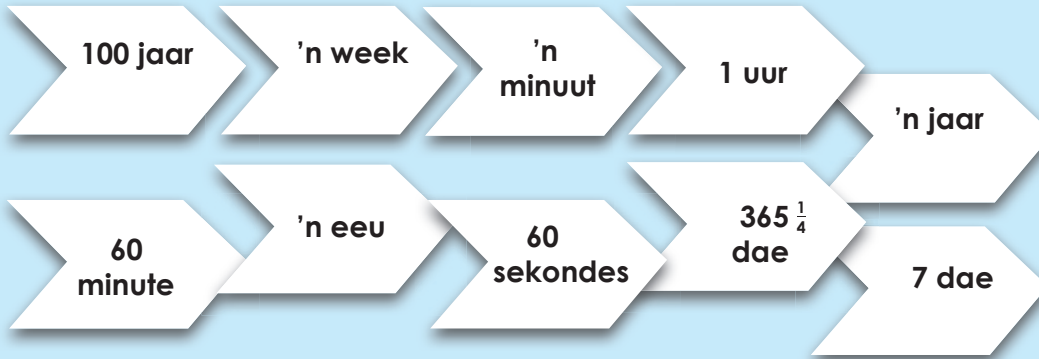 100 jaar
’n week
’n
minuut
1 uur
’n jaar
60
minute
’n eeu
60
sekondes
365 1/4
dae
7 dae